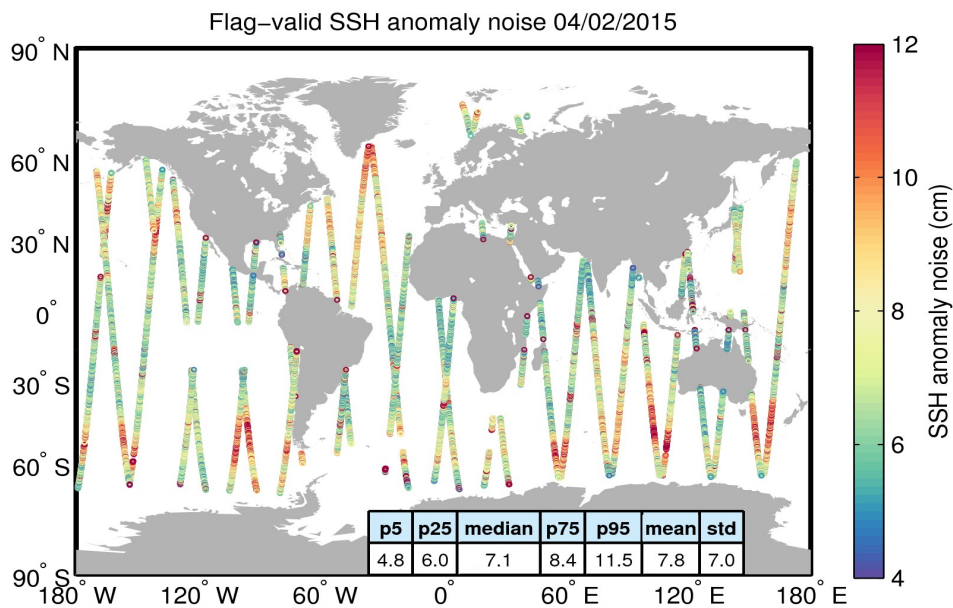 Flag−valid SSH anomaly noise 04/02/2015
90° N
60° N
30° N
0°
30° S
60° S
90° S
180° W
120° W
60° W
0°
60° E
120° E
180° E
p5 p25 median p75 p95 mean std
4.8 6.0 7.1 8.4 11.5 7.8 7.0
12
10
8
6
4
SSH anomaly noise (cm)